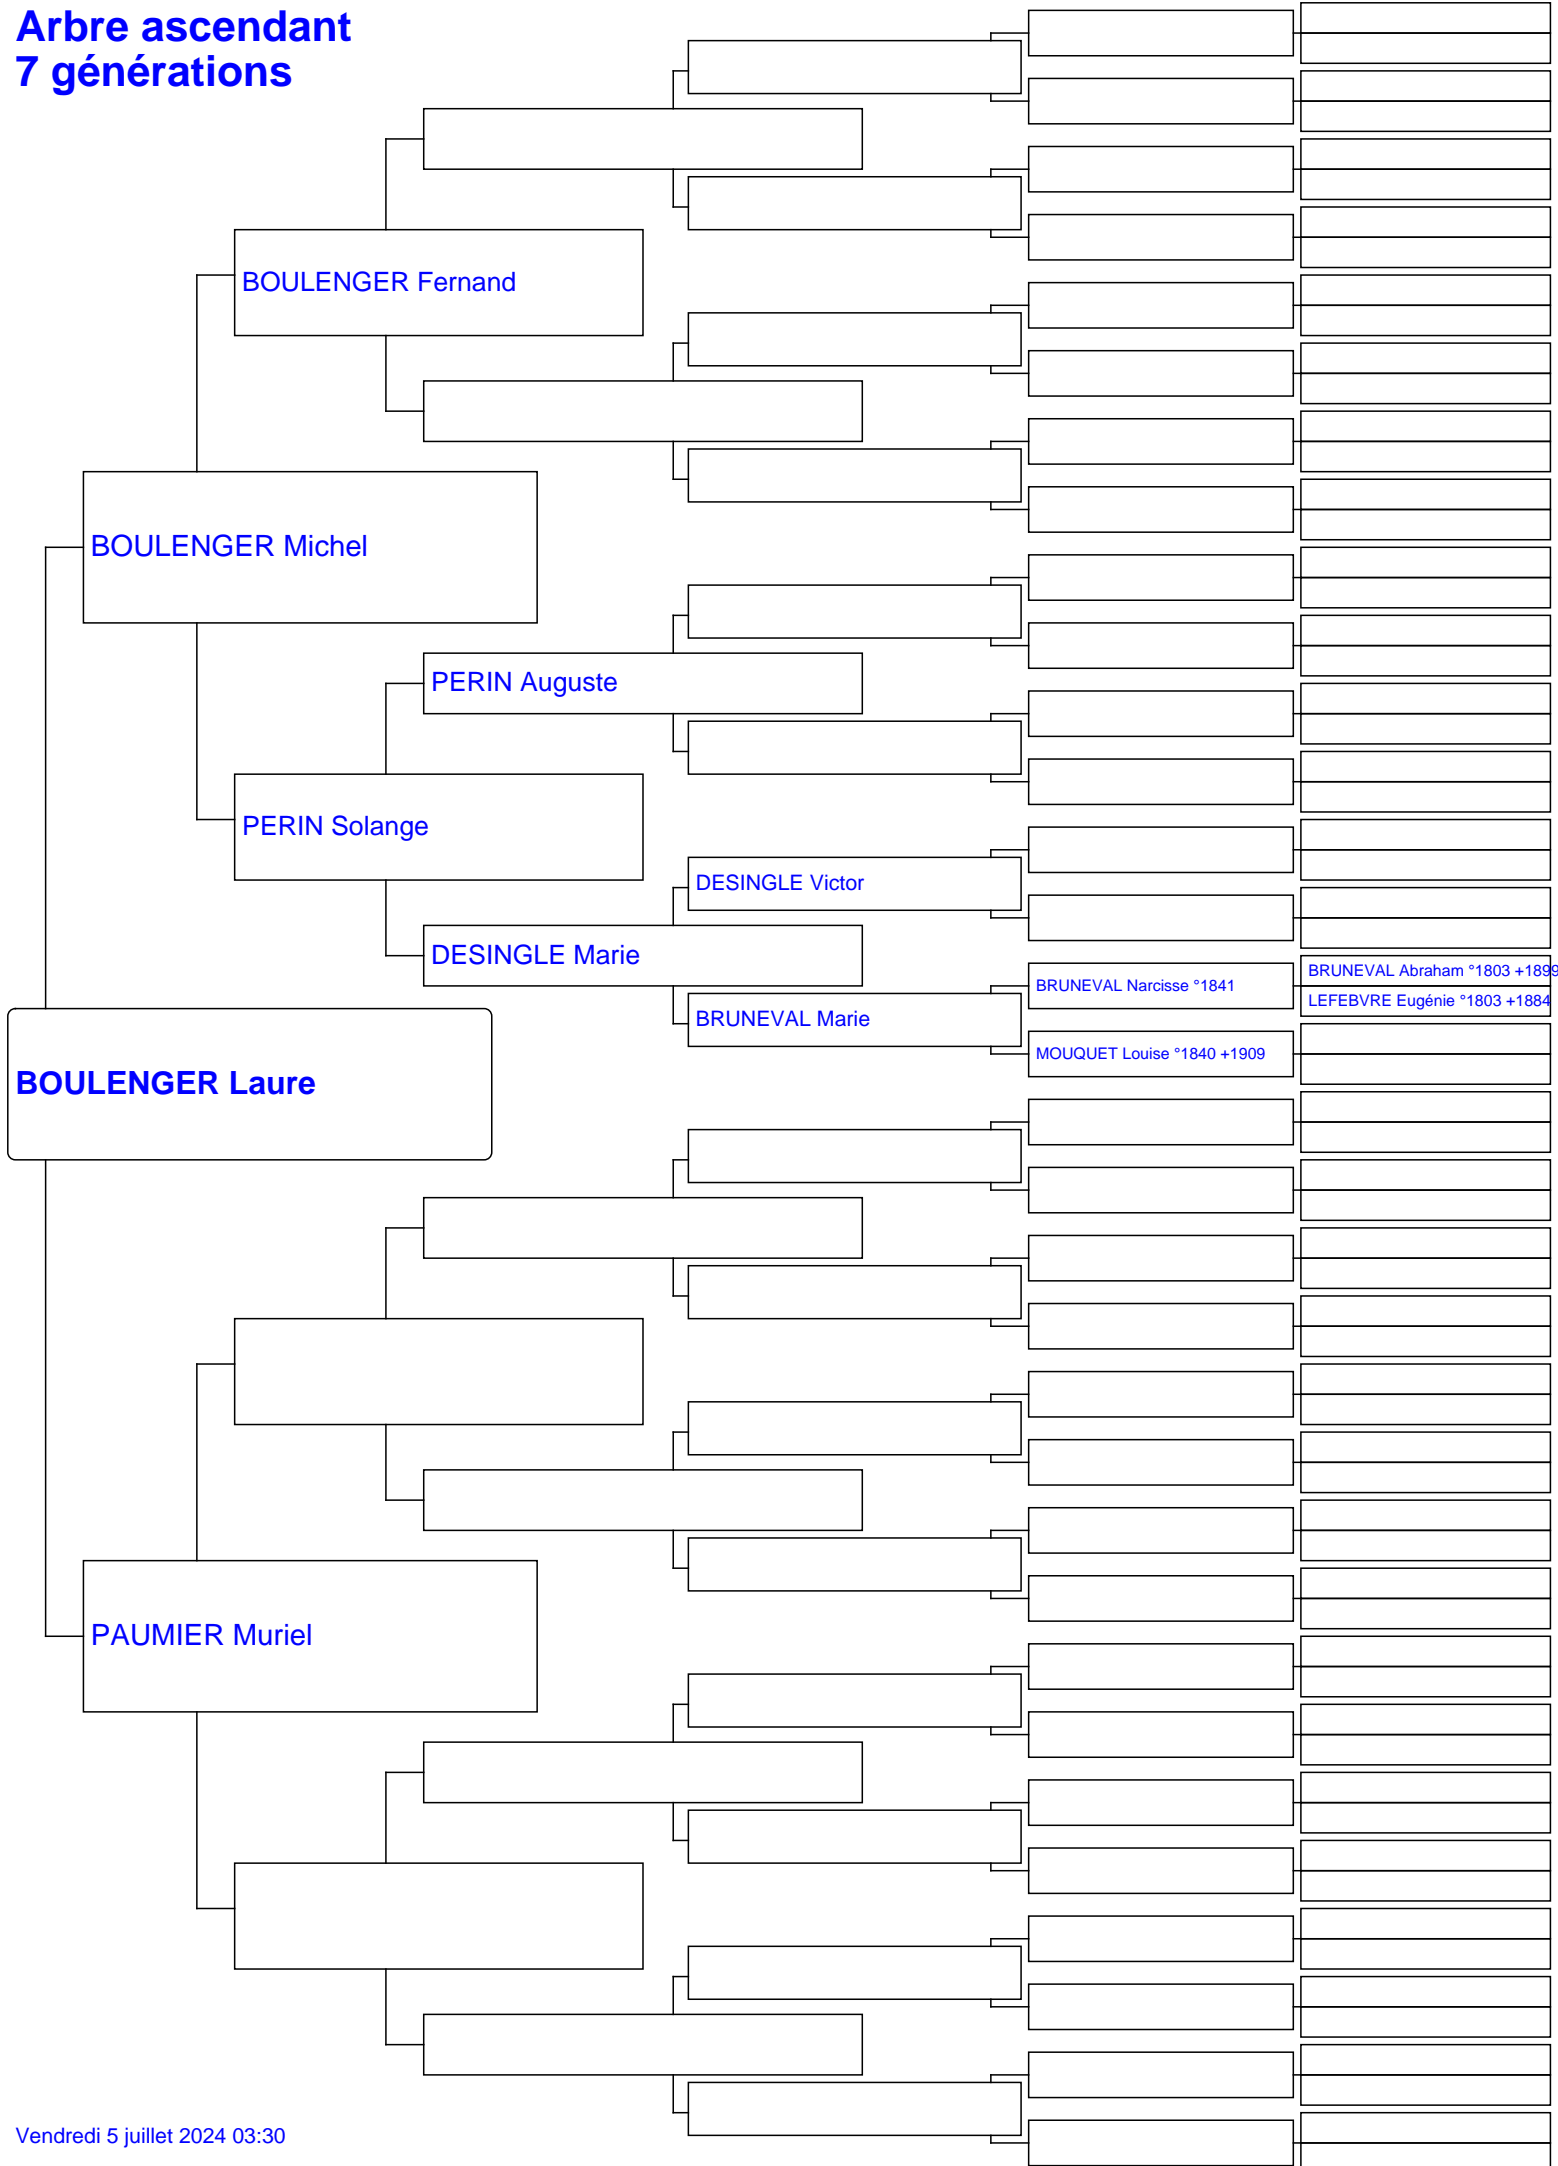 Arbre ascendant
7 générations
BOULENGER Fernand
BOULENGER Michel
PERIN Auguste
PERIN Solange
DESINGLE Victor
DESINGLE Marie
BRUNEVAL Abraham °1803 +1899
BRUNEVAL Narcisse °1841
LEFEBVRE Eugénie °1803 +1884
BRUNEVAL Marie
MOUQUET Louise °1840 +1909
BOULENGER Laure
PAUMIER Muriel
Vendredi 5 juillet 2024 03:30